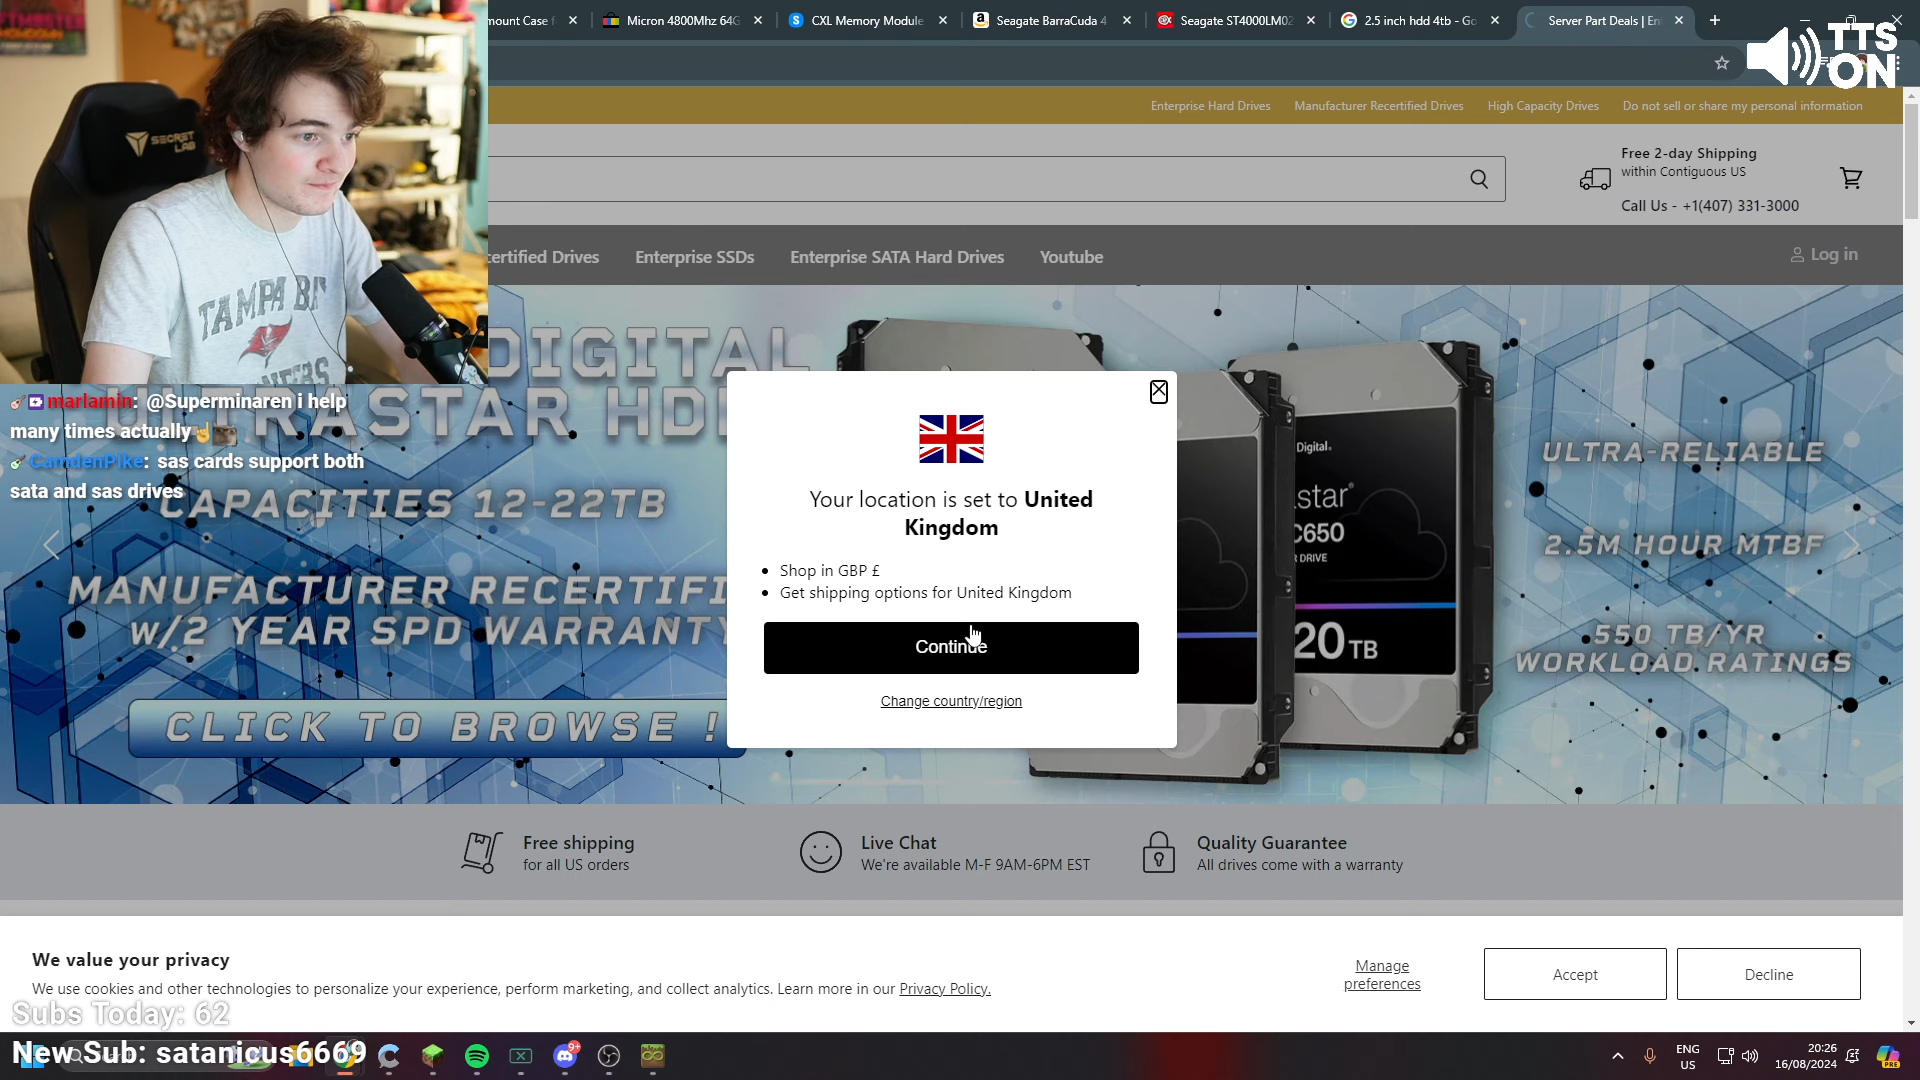 mount Case f
Micron 4800Mhz 64G
CXL Memory Module
Seagate BarraCuda 4
Seagate ST4000LM02
2.5 inch hdd 4tb - Go
Server Part Deals | En
TTS
ON
Enterprise Hard Drives
Manufacturer Recertified Drives
High Capacity Drives
Do not sell or share my personal information
Free 2-day Shipping
within Contiguous US
Call Us - +1(407) 331-3000
certified Drives
Enterprise SSDs
Enterprise SATA Hard Drives
Youtube
Log in
SECRET
LAB
TAMPA BA
DIGITAL
ULTRASTAR HD
CAPACITIES 12-22TB
MANUFACTURER RECERTIFI
w/2 YEAR SPD WARRANTY
CLICK TO BROWSE !
marlamin: @Superminaren i help
many times actually
CamdenPike: sas cards support both
sata and sas drives
Your location is set to United
Kingdom
Shop in GBP £
Get shipping options for United Kingdom
Continue
Change country/region
Digital.
astar
C650
DRIVE
20TB
ULTRA-RELIABLE
2.5M HOUR MTBF
550 TB/YR
WORKLOAD RATINGS
Free shipping
for all US orders
Live Chat
We're available M-F 9AM-6PM EST
Quality Guarantee
All drives come with a warranty
We value your privacy
We use cookies and other technologies to personalize your experience, perform marketing, and collect analytics. Learn more in our Privacy Policy.
Manage
preferences
Accept
Decline
Subs Today: 62
New Sub: satanicus6669
9+
ENG
US
20:26
16/08/2024
PRE